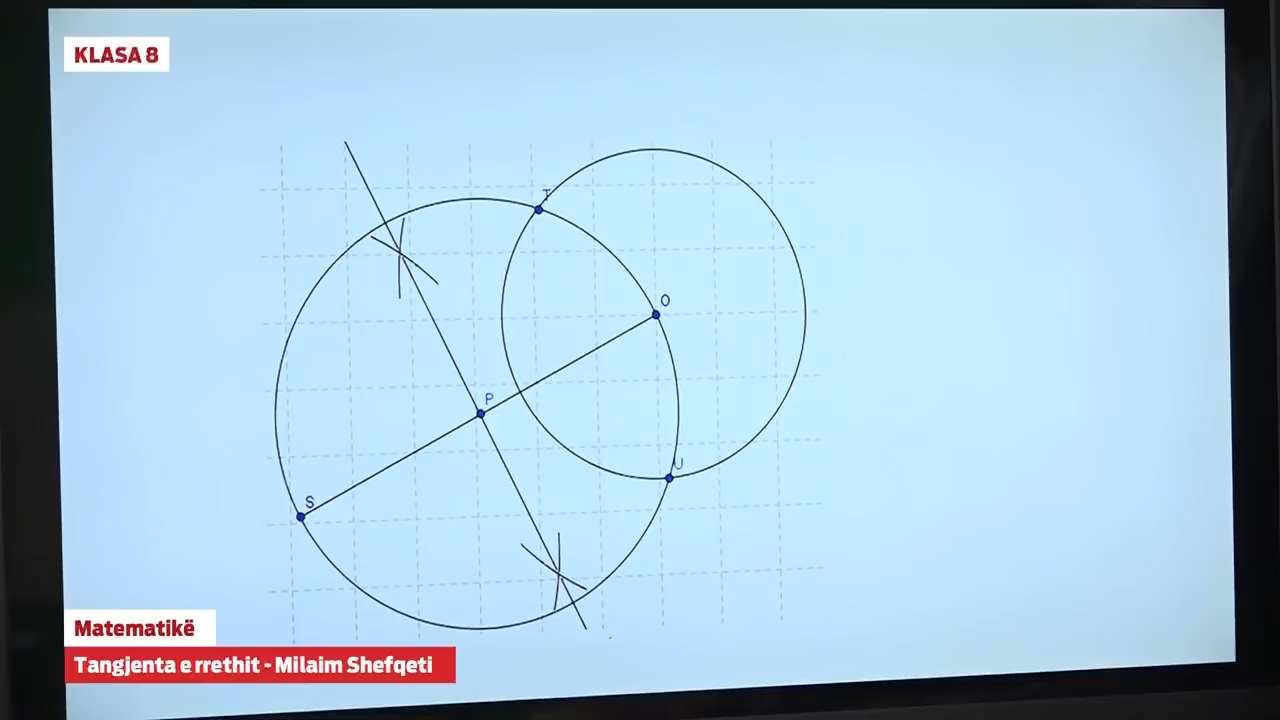 KLASA 8
T
O
P
U
S
Matematikë
Tangjenta e rrethit - Milaim Shefqeti